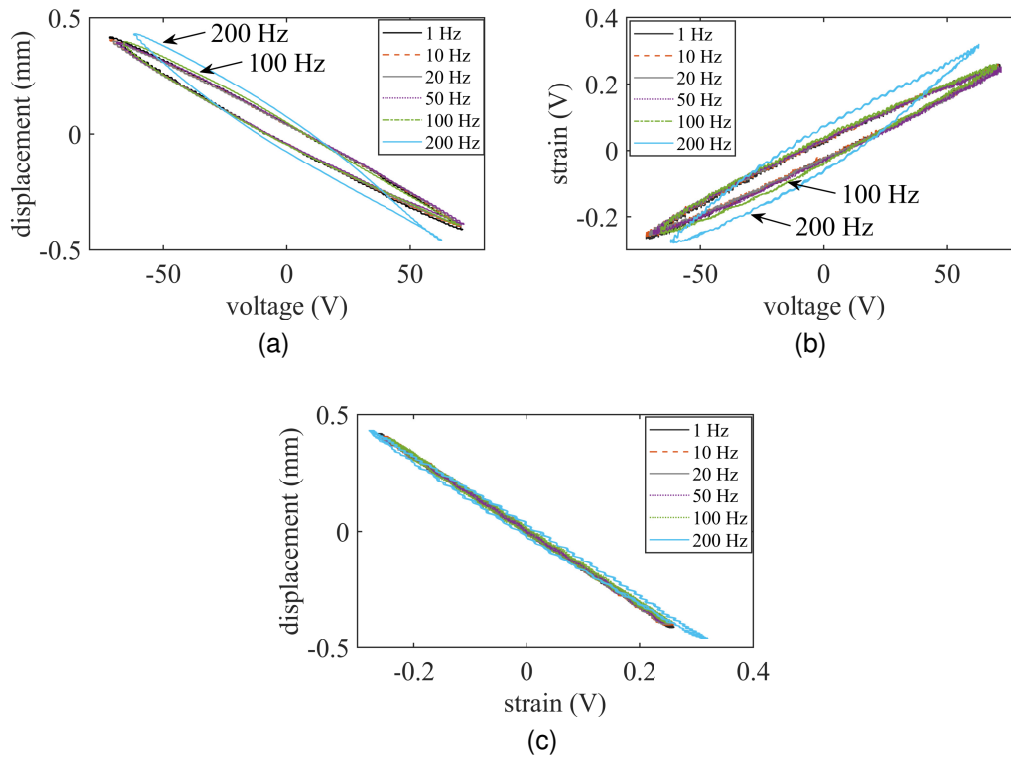 0.5
0
-0.5
displacement (mm)
-50
0
50
voltage (V)
200 Hz
100 Hz
1 Hz
10 Hz
20 Hz
50 Hz
100 Hz
200 Hz
(a)
0.4
0.2
0
-0.2
strain (V)
-50
0
50
voltage (V)
1 Hz
10 Hz
20 Hz
50 Hz
100 Hz
200 Hz
100 Hz
200 Hz
(b)
0.5
0
-0.5
displacement (mm)
-0.2
0
0.2
0.4
strain (V)
1 Hz
10 Hz
20 Hz
50 Hz
100 Hz
200 Hz
(c)